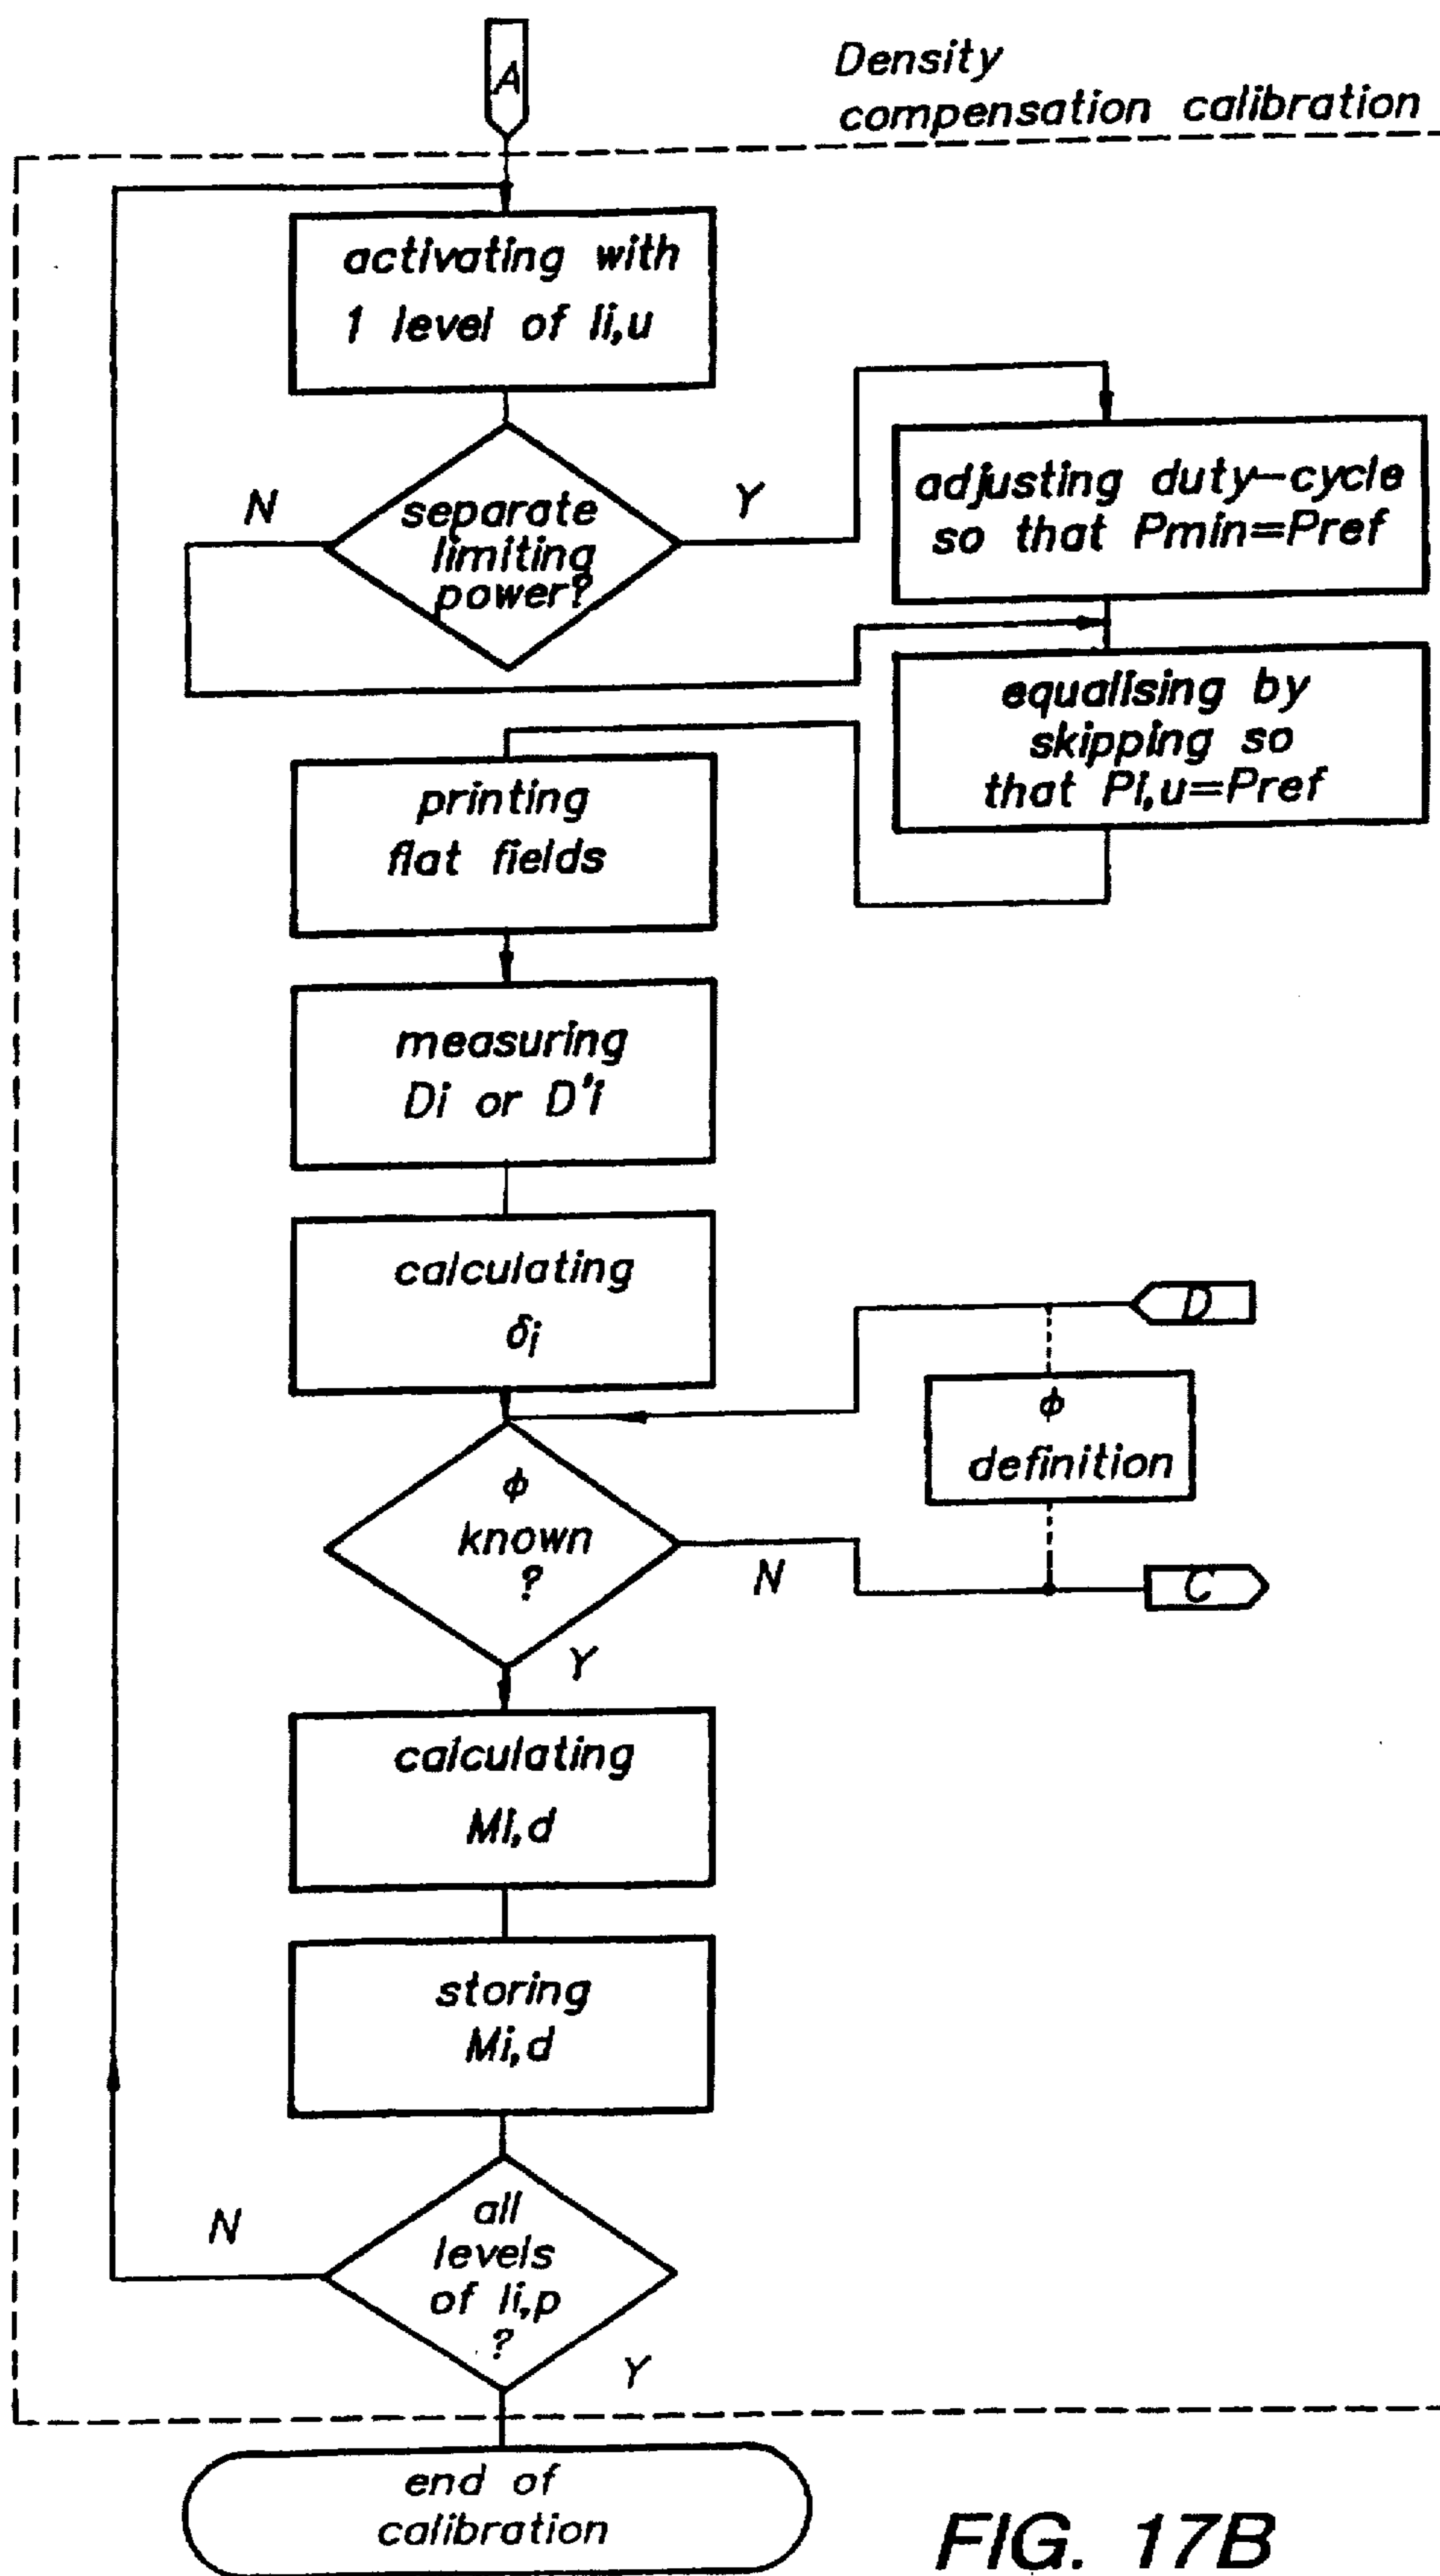 A
Density
compensation calibration
activating with
1 level of Ii,u
N
separate
limiting
power?
Y
adjusting duty-cycle
so that Pmin=Pref
equalising by
skipping so
that Pi,u=Pref
printing
flat fields
measuring
Di or D'i
calculating
δi
D
ϕ
definition
ϕ
known
?
N
C
Y
calculating
Mi,d
storing
Mi,d
N
all
levels
of Ii,p
?
Y
end of
calibration
FIG. 17B